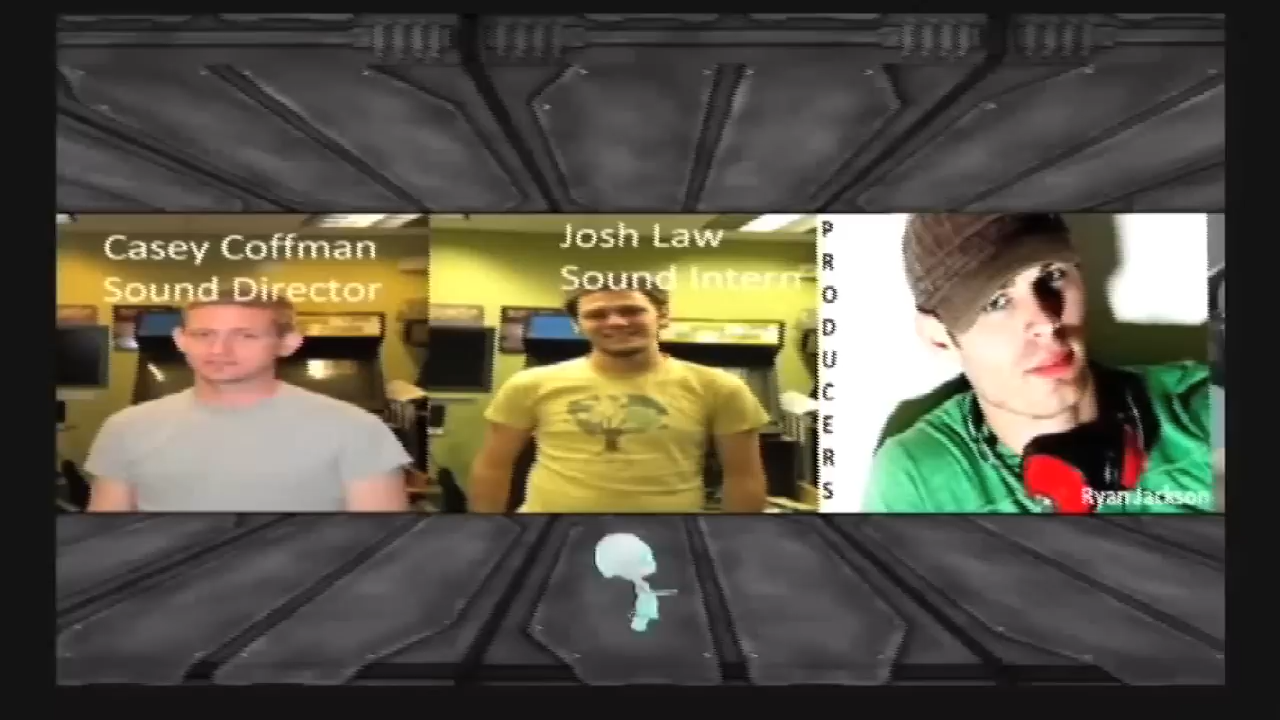 Casey Coffman
Sound Director
Josh Law
Sound Intern
PRODUCERS
Ryan Jackson